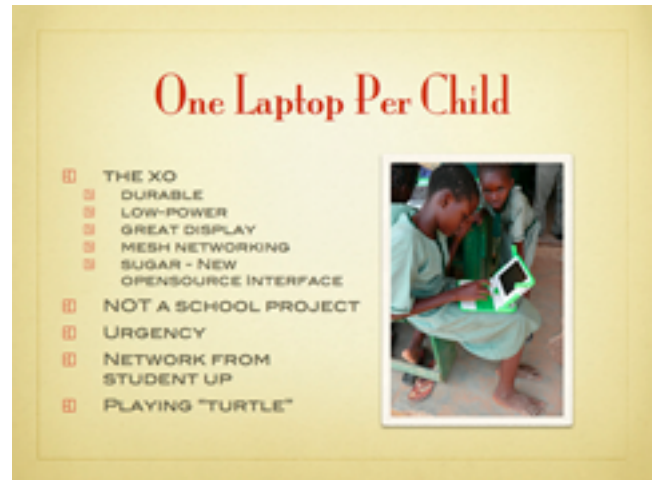 One Laptop Per Child
THE XO
DURABLE
LOW-POWER
GREAT DISPLAY
MESH NETWORKING
SUGAR - NEW
OPENSOURCE INTERFACE
NOT A SCHOOL PROJECT
URGENCY
NETWORK FROM
STUDENT UP
PLAYING "TURTLE"